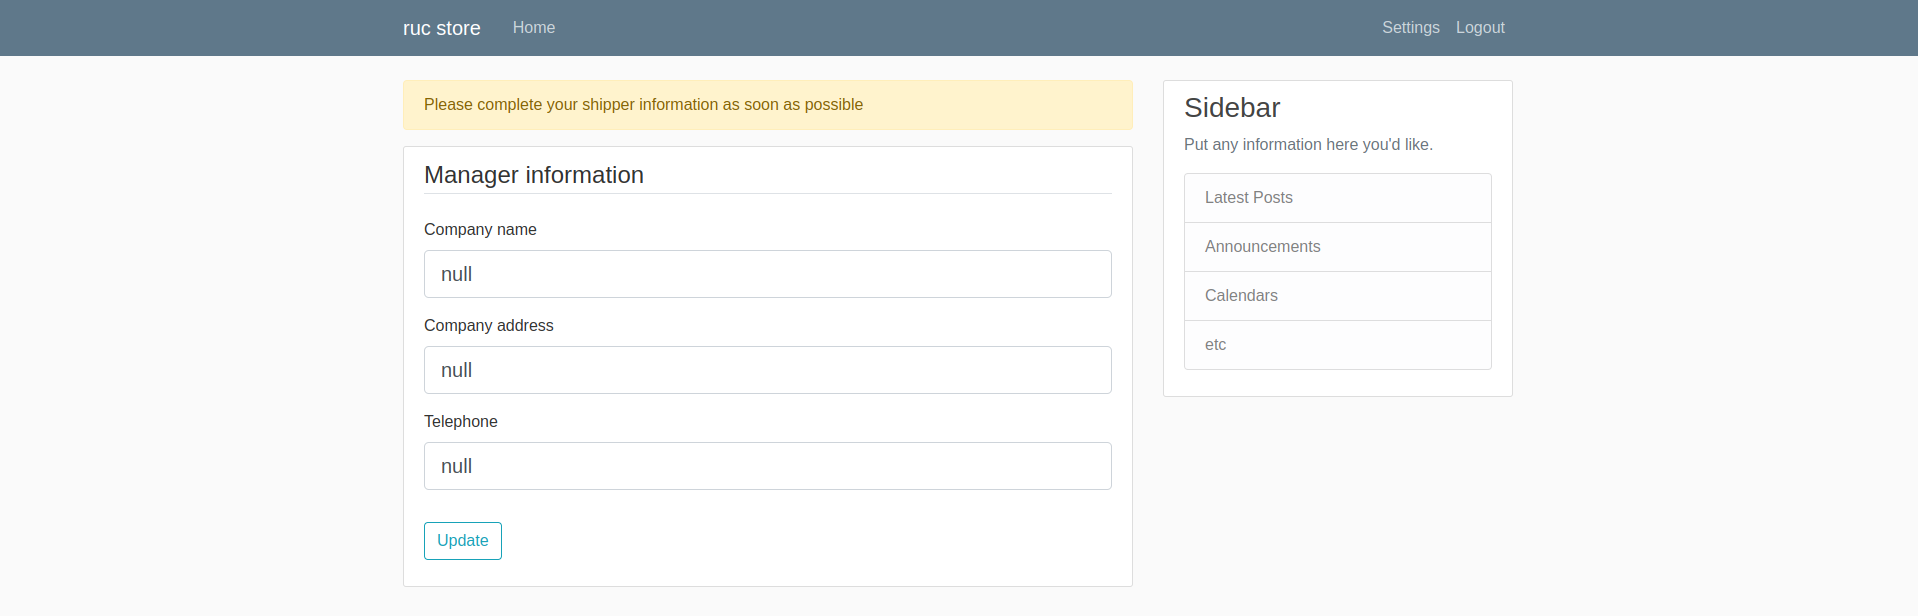 ruc store Home Settings Logout
Please complete your shipper information as soon as possible
Manager information
Company name
null
Company address
null
Telephone
null
Update
Sidebar
Put any information here you'd like.
Latest Posts
Announcements
Calendars
etc